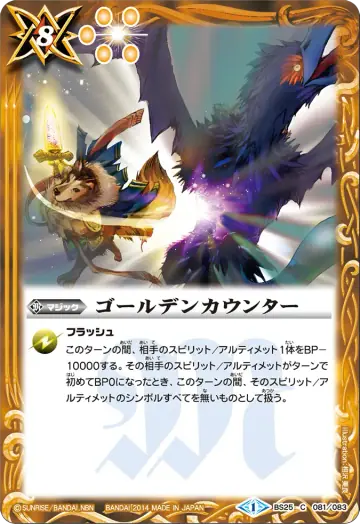 8
マジック
ゴールデンカウンター
フラッシュ
このターンの間、相手のスピリット/アルティメット1体をBP-
10000する。その相手のスピリット/アルティメットがターンで
初めてBP0になったとき、このターンの間、そのスピリット/ア
ルティメットのシンボルすべてを無いものとして扱う。
©SUNRISE/BANDAI, NBN BANDAI 2014 MADE IN JAPAN
1 BS25 C 081/083